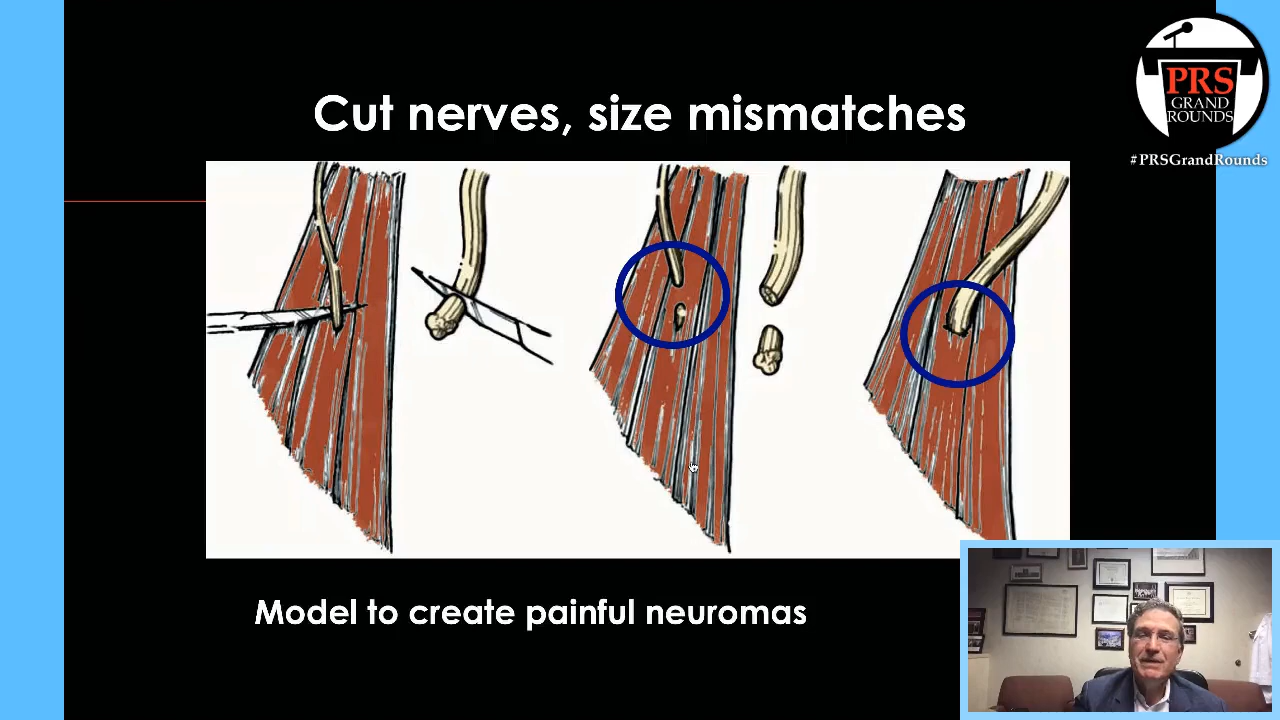 PRS
GRAND
ROUNDS
#PRSGrandRounds
Cut nerves, size mismatches
Model to create painful neuromas